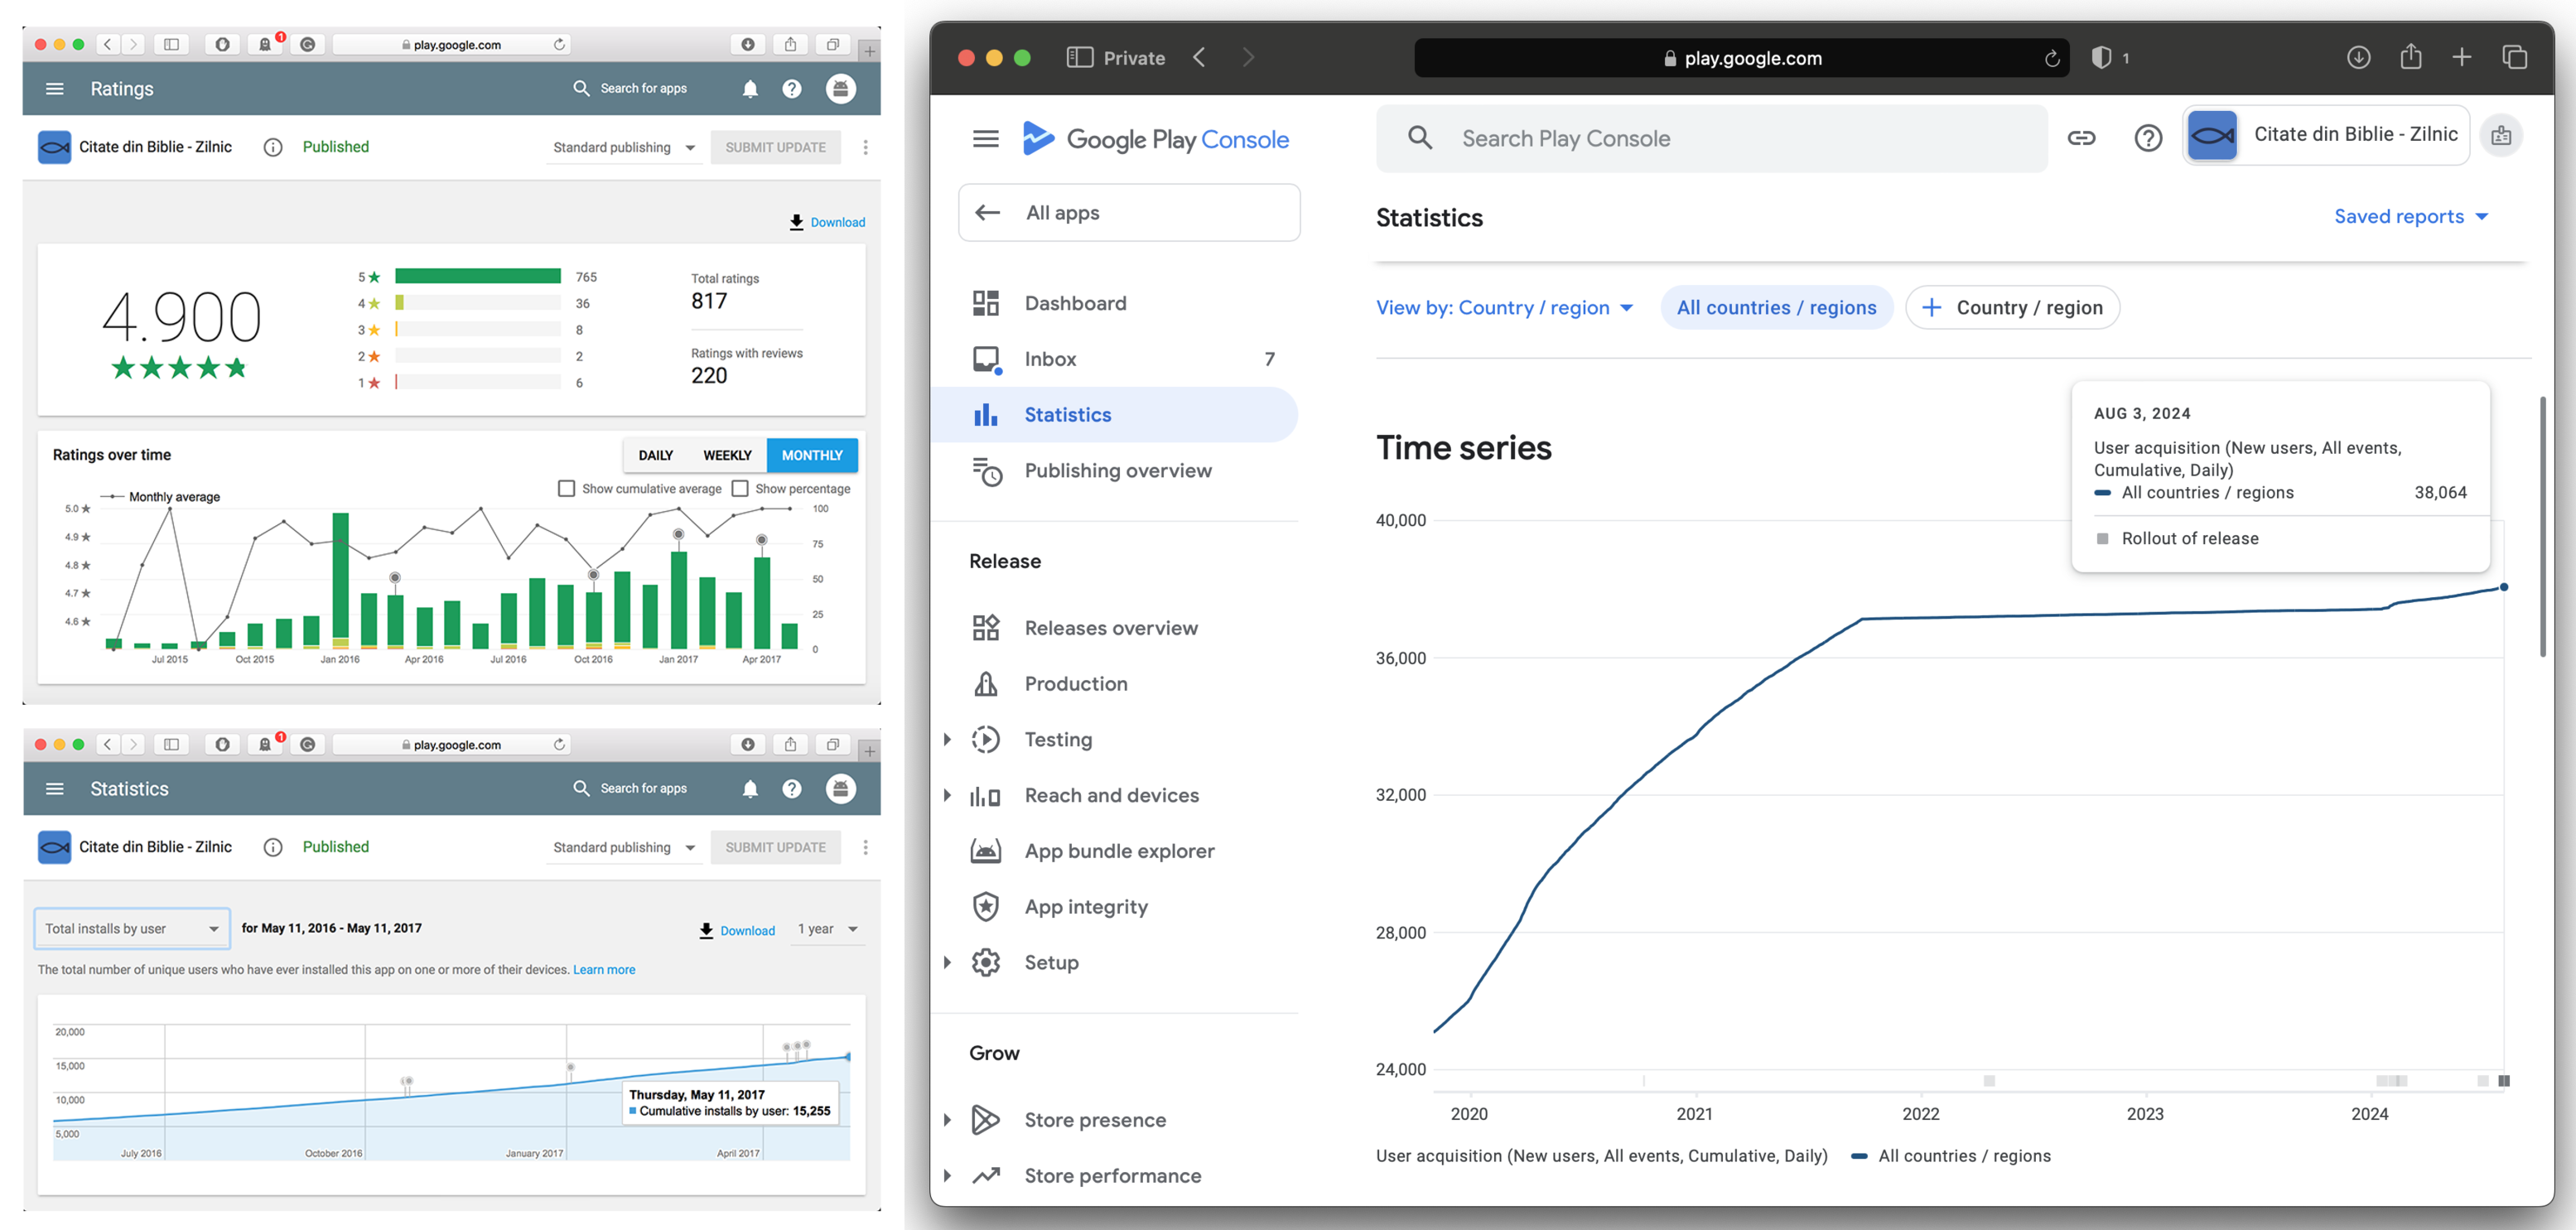 play.google.com
1
Ratings
Search for apps
Citate din Biblie - Zilnic
Published
Standard publishing
SUBMIT UPDATE
Download
4.900
5 ★ 765
4 ★ 36
3 ★ 8
2 ★ 2
1 ★ 6
Total ratings
817
Ratings with reviews
220
Ratings over time
DAILY WEEKLY MONTHLY
Monthly average
Show cumulative average
Show percentage
5.0 ★
4.9 ★
4.8 ★
4.7 ★
4.6 ★
100
75
50
25
0
Jul 2015 Oct 2015 Jan 2016 Apr 2016 Jul 2016 Oct 2016 Jan 2017 Apr 2017
1
play.google.com
Statistics
Search for apps
Citate din Biblie - Zilnic
Published
Standard publishing
SUBMIT UPDATE
Total installs by user
for May 11, 2016 - May 11, 2017
Download
1 year
The total number of unique users who have ever installed this app on one or more of their devices. Learn more
20,000
15,000
10,000
5,000
Thursday, May 11, 2017
Cumulative installs by user: 15,255
July 2016 October 2016 January 2017 April 2017
Private
play.google.com
1
Google Play Console
Search Play Console
Citate din Biblie - Zilnic
All apps
Dashboard
Inbox 7
Statistics
Publishing overview
Release
Releases overview
Production
Testing
Reach and devices
App bundle explorer
App integrity
Setup
Grow
Store presence
Store performance
Statistics
Saved reports
View by: Country / region
All countries / regions
Country / region
Time series
AUG 3, 2024
User acquisition (New users, All events,
Cumulative, Daily)
All countries / regions 38,064
Rollout of release
40,000
36,000
32,000
28,000
24,000
2020 2021 2022 2023 2024
User acquisition (New users, All events, Cumulative, Daily)
All countries / regions